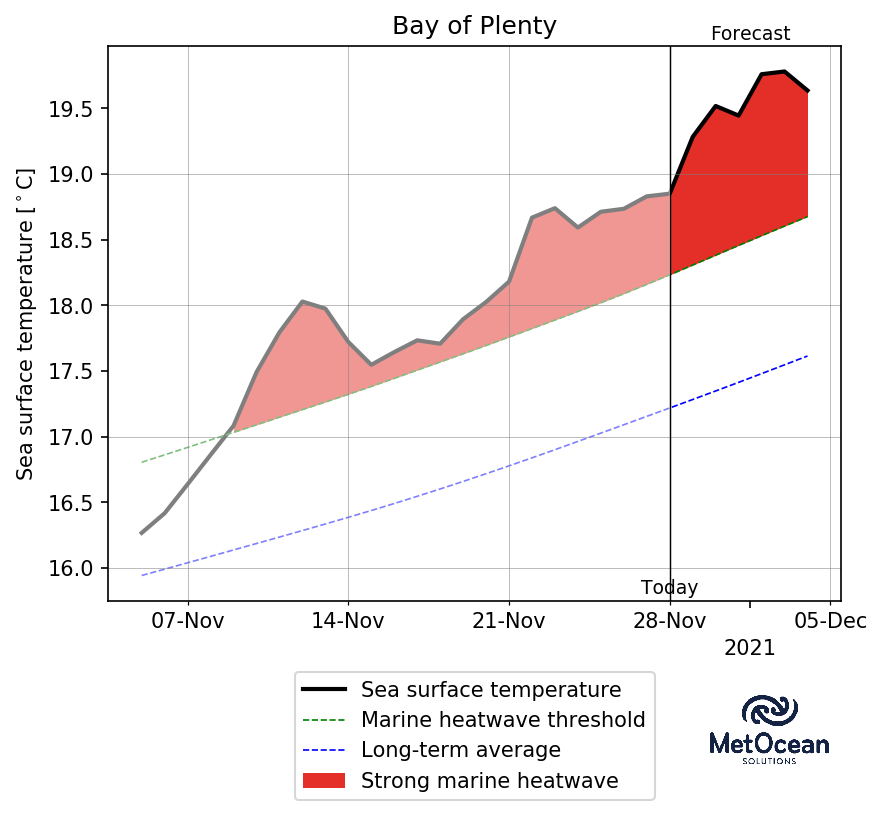 Bay of Plenty
Forecast
Sea surface temperature [°C]
19.5
19.0
18.5
18.0
17.5
17.0
16.5
16.0
Today
07-Nov 14-Nov 21-Nov 28-Nov 05-Dec
2021
Sea surface temperature
Marine heatwave threshold
Long-term average
Strong marine heatwave
MetOcean
SOLUTIONS